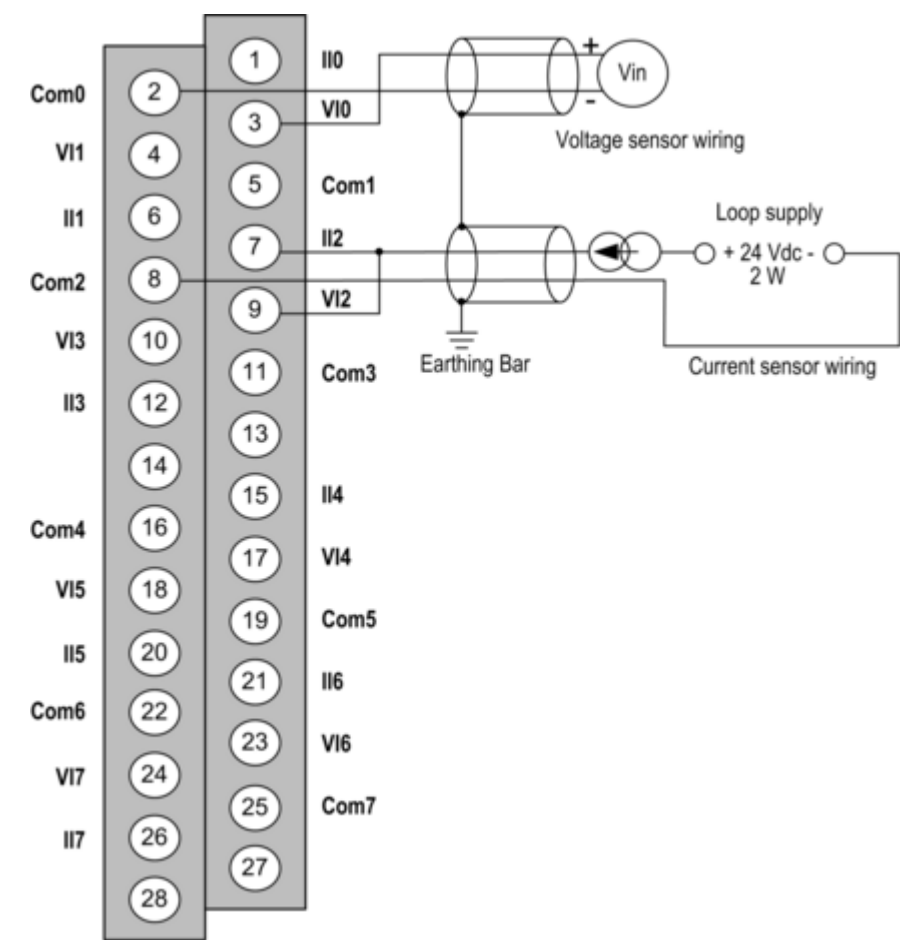 1 II0
Com0 2
3 VI0
VI1 4
5 Com1
II1 6
7 II2
Com2 8
9 VI2
VI3 10
11 Com3
II3 12
13
14
15 II4
Com4 16
17 VI4
VI5 18
19 Com5
II5 20
21 II6
Com6 22
23 VI6
VI7 24
25 Com7
II7 26
27
28
+
Vin
-
Voltage sensor wiring
Loop supply
+ 24 Vdc -
2 W
Earthing Bar
Current sensor wiring